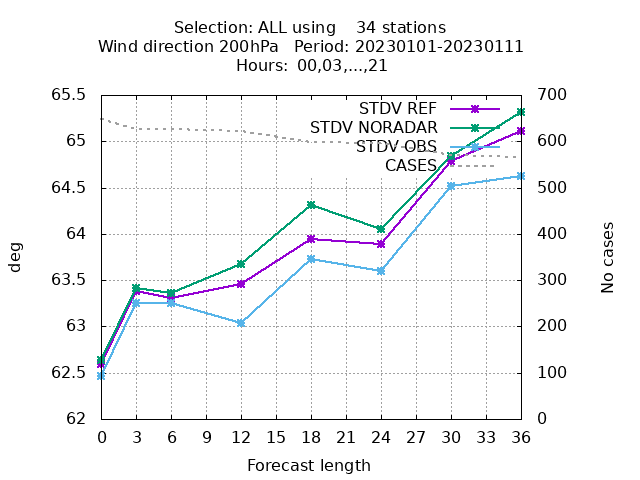 Selection: ALL using    34 stations
Wind direction 200hPa   Period: 20230101-20230111
Hours: 00,03,...,21
STDV REF
STDV NORADAR
STDV OBS
CASES
65.5
65
64.5
64
63.5
63
62.5
62
deg
700
600
500
400
300
200
100
0
No cases
0 3 6 9 12 15 18 21 24 27 30 33 36
Forecast length